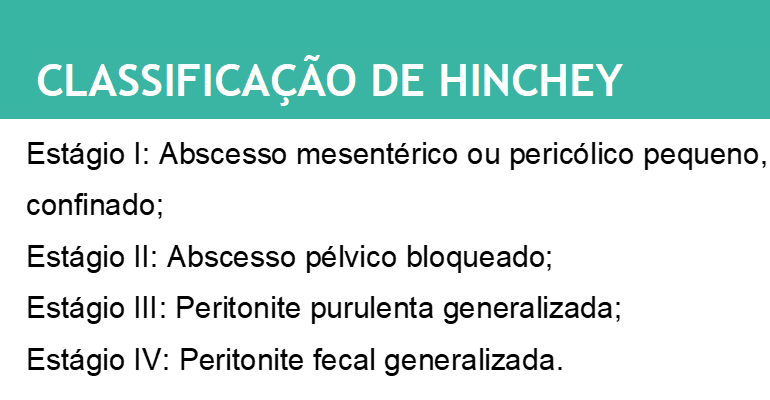 CLASSIFICAÇÃO DE HINCHEY
Estágio I: Abscesso mesentérico ou pericólico pequeno,
confinado;
Estágio II: Abscesso pélvico bloqueado;
Estágio III: Peritonite purulenta generalizada;
Estágio IV: Peritonite fecal generalizada.